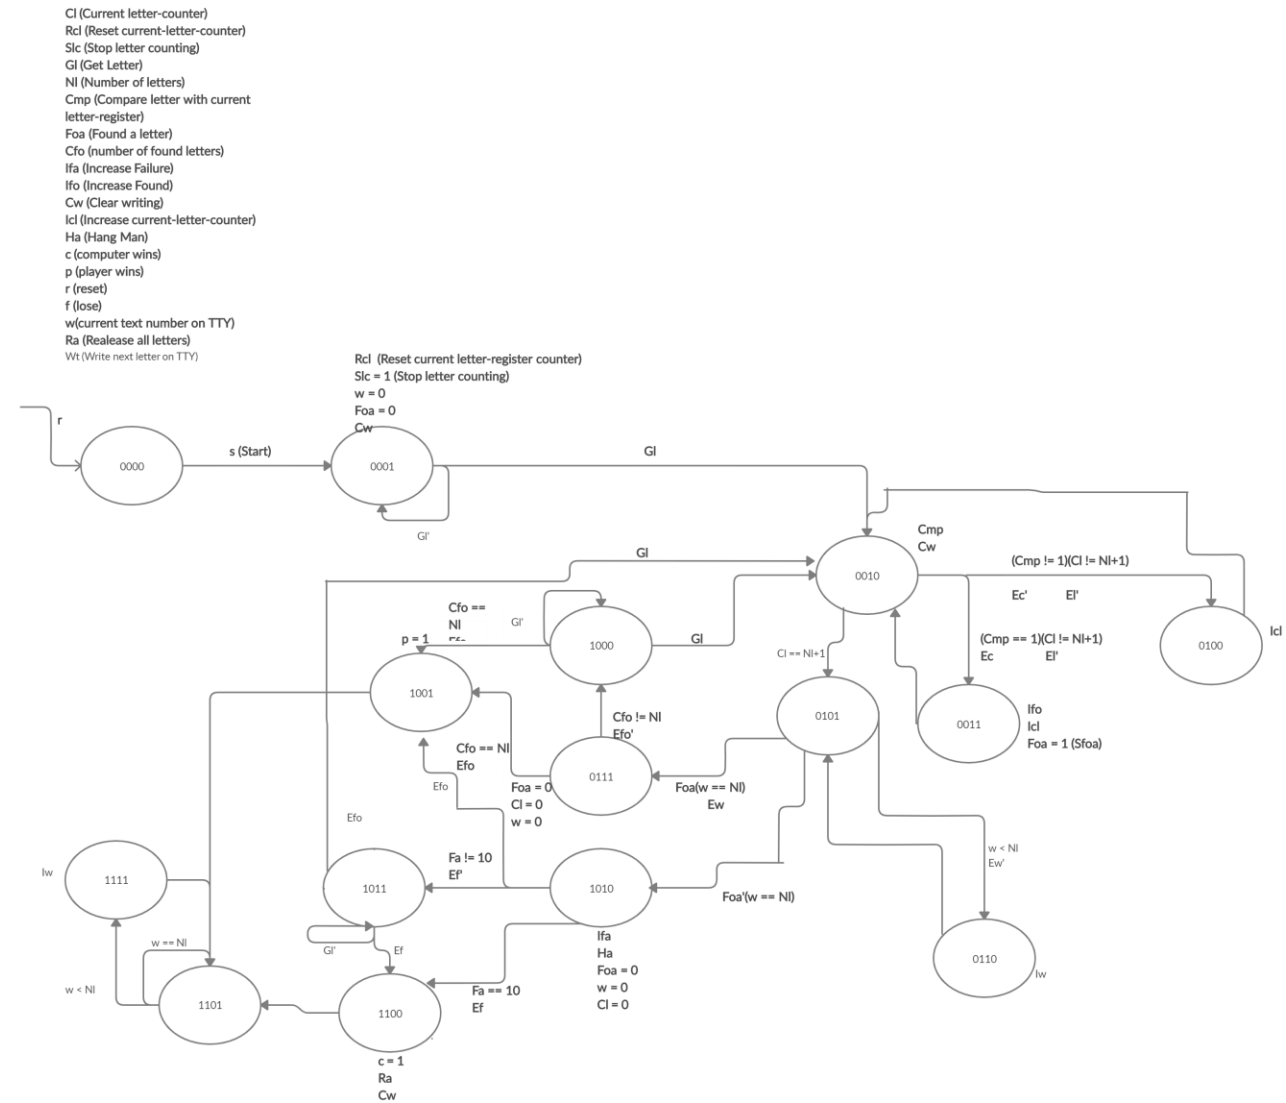 Cl (Current letter-counter)
Rcl (Reset current-letter-counter)
Slc (Stop letter counting)
Gl (Get Letter)
Nl (Number of letters)
Cmp (Compare letter with current
letter-register)
Foa (Found a letter)
Cfo (number of found letters)
Ifa (Increase Failure)
Ifo (Increase Found)
Cw (Clear writing)
Icl (Increase current-letter-counter)
Ha (Hang Man)
c (computer wins)
p (player wins)
r (reset)
f (lose)
w(current text number on TTY)
Ra (Realease all letters)
Wt (Write next letter on TTY)
Rcl (Reset current letter-register counter)
Slc = 1 (Stop letter counting)
w = 0
Foa = 0
Cw
r
s (Start)
Gl
0000
0001
Gl'
Cmp
Cw
Gl
(Cmp != 1)(Cl != Nl+1)
0010
Ec' El'
Cfo ==
Nl
Gl'
Icl
p = 1
Gl
(Cmp == 1)(Cl != Nl+1)
Ec El'
1000
Cl == Nl+1
0100
1001
Ifo
Icl
Foa = 1 (Sfoa)
Cfo != Nl
Efo'
0101
0011
Cfo == Nl
Efo
0111
Efo
Foa = 0
Cl = 0
w = 0
Foa(w == Nl)
Ew
Efo
w < Nl
Ew'
Fa != 10
Ef'
Iw
1111
1011
1010
Foa'(w == Nl)
Ifa
Ha
Foa = 0
w = 0
Cl = 0
w == Nl
Gl'
Ef
0110
Iw
w < Nl
Fa == 10
Ef
1101
1100
c = 1
Ra
Cw